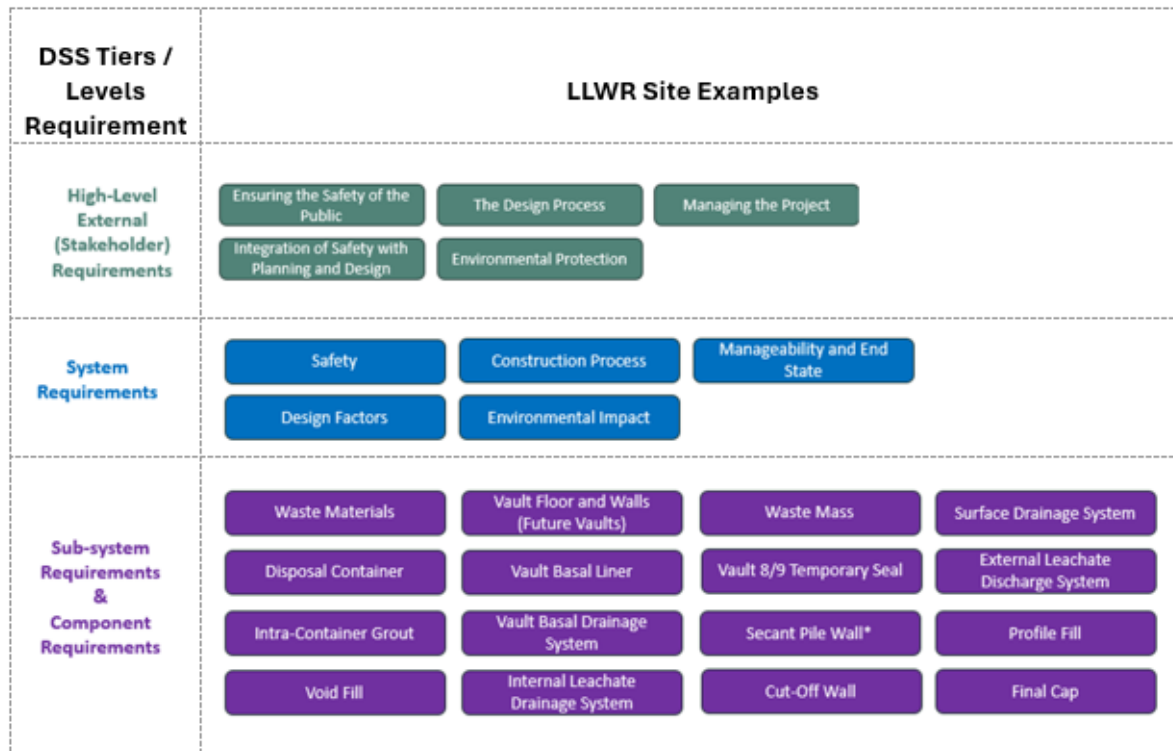 DSS Tiers /
Levels
Requirement
LLWR Site Examples
High-Level
External
(Stakeholder)
Requirements
Ensuring the Safety of the
Public
The Design Process
Managing the Project
Integration of Safety with
Planning and Design
Environmental Protection
System
Requirements
Safety
Construction Process
Manageability and End
State
Design Factors
Environmental Impact
Sub-system
Requirements
&
Component
Requirements
Waste Materials
Vault Floor and Walls
(Future Vaults)
Waste Mass
Surface Drainage System
Disposal Container
Vault Basal Liner
Vault 8/9 Temporary Seal
External Leachate
Discharge System
Intra-Container Grout
Vault Basal Drainage
System
Secant Pile Wall*
Profile Fill
Void Fill
Internal Leachate
Drainage System
Cut-Off Wall
Final Cap